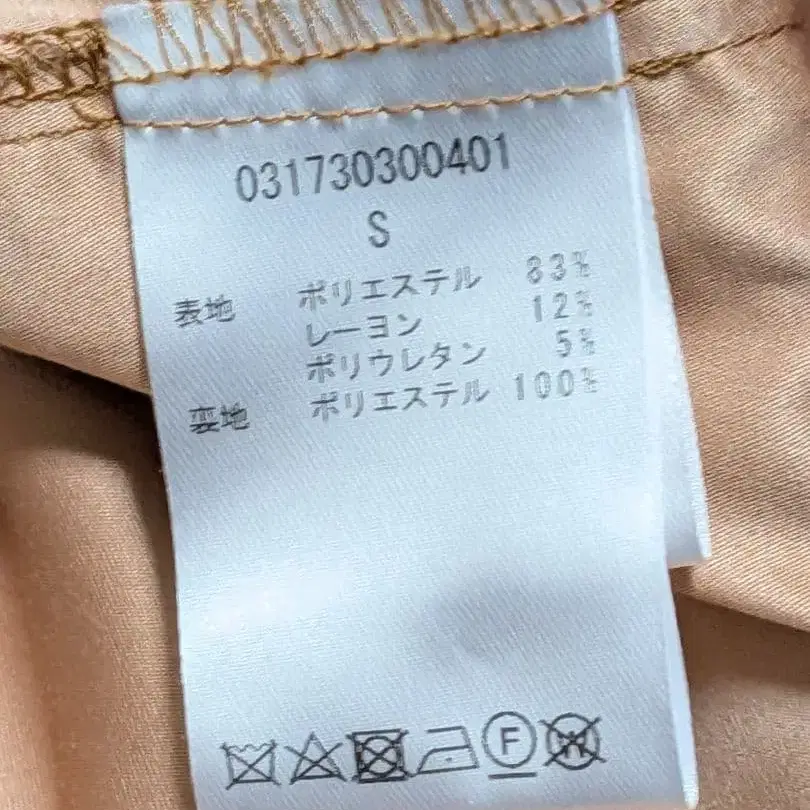 031730300401
S
表地 ポリエステル 83%
レーヨン 12%
ポリウレタン 5%
裏地 ポリエステル 100%
F
W